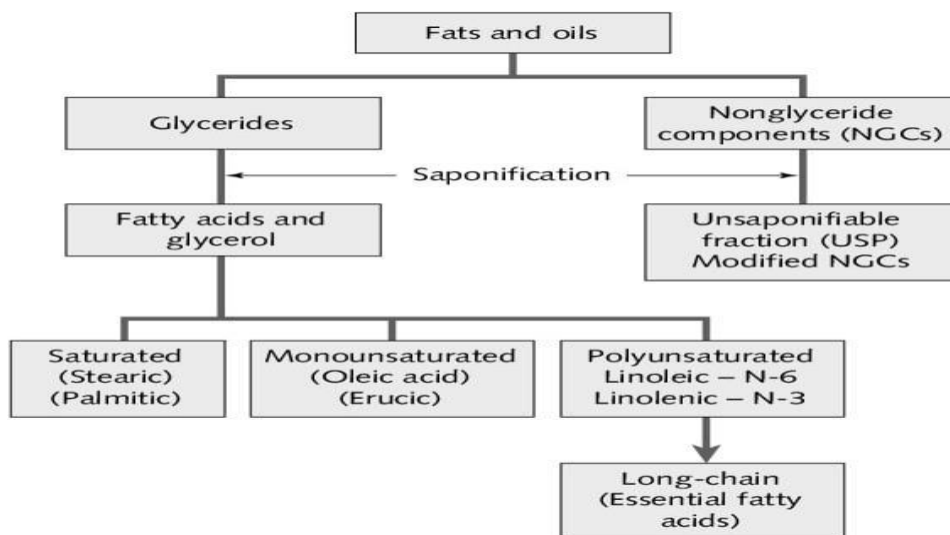 Fats and oils
Glycerides
Nonglyceride
components (NGCs)
Saponification
Fatty acids and
glycerol
Unsaponifiable
fraction (USP)
Modified NGCs
Saturated
(Stearic)
(Palmitic)
Monounsaturated
(Oleic acid)
(Erucic)
Polyunsaturated
Linoleic – N-6
Linolenic – N-3
Long-chain
(Essential fatty
acids)